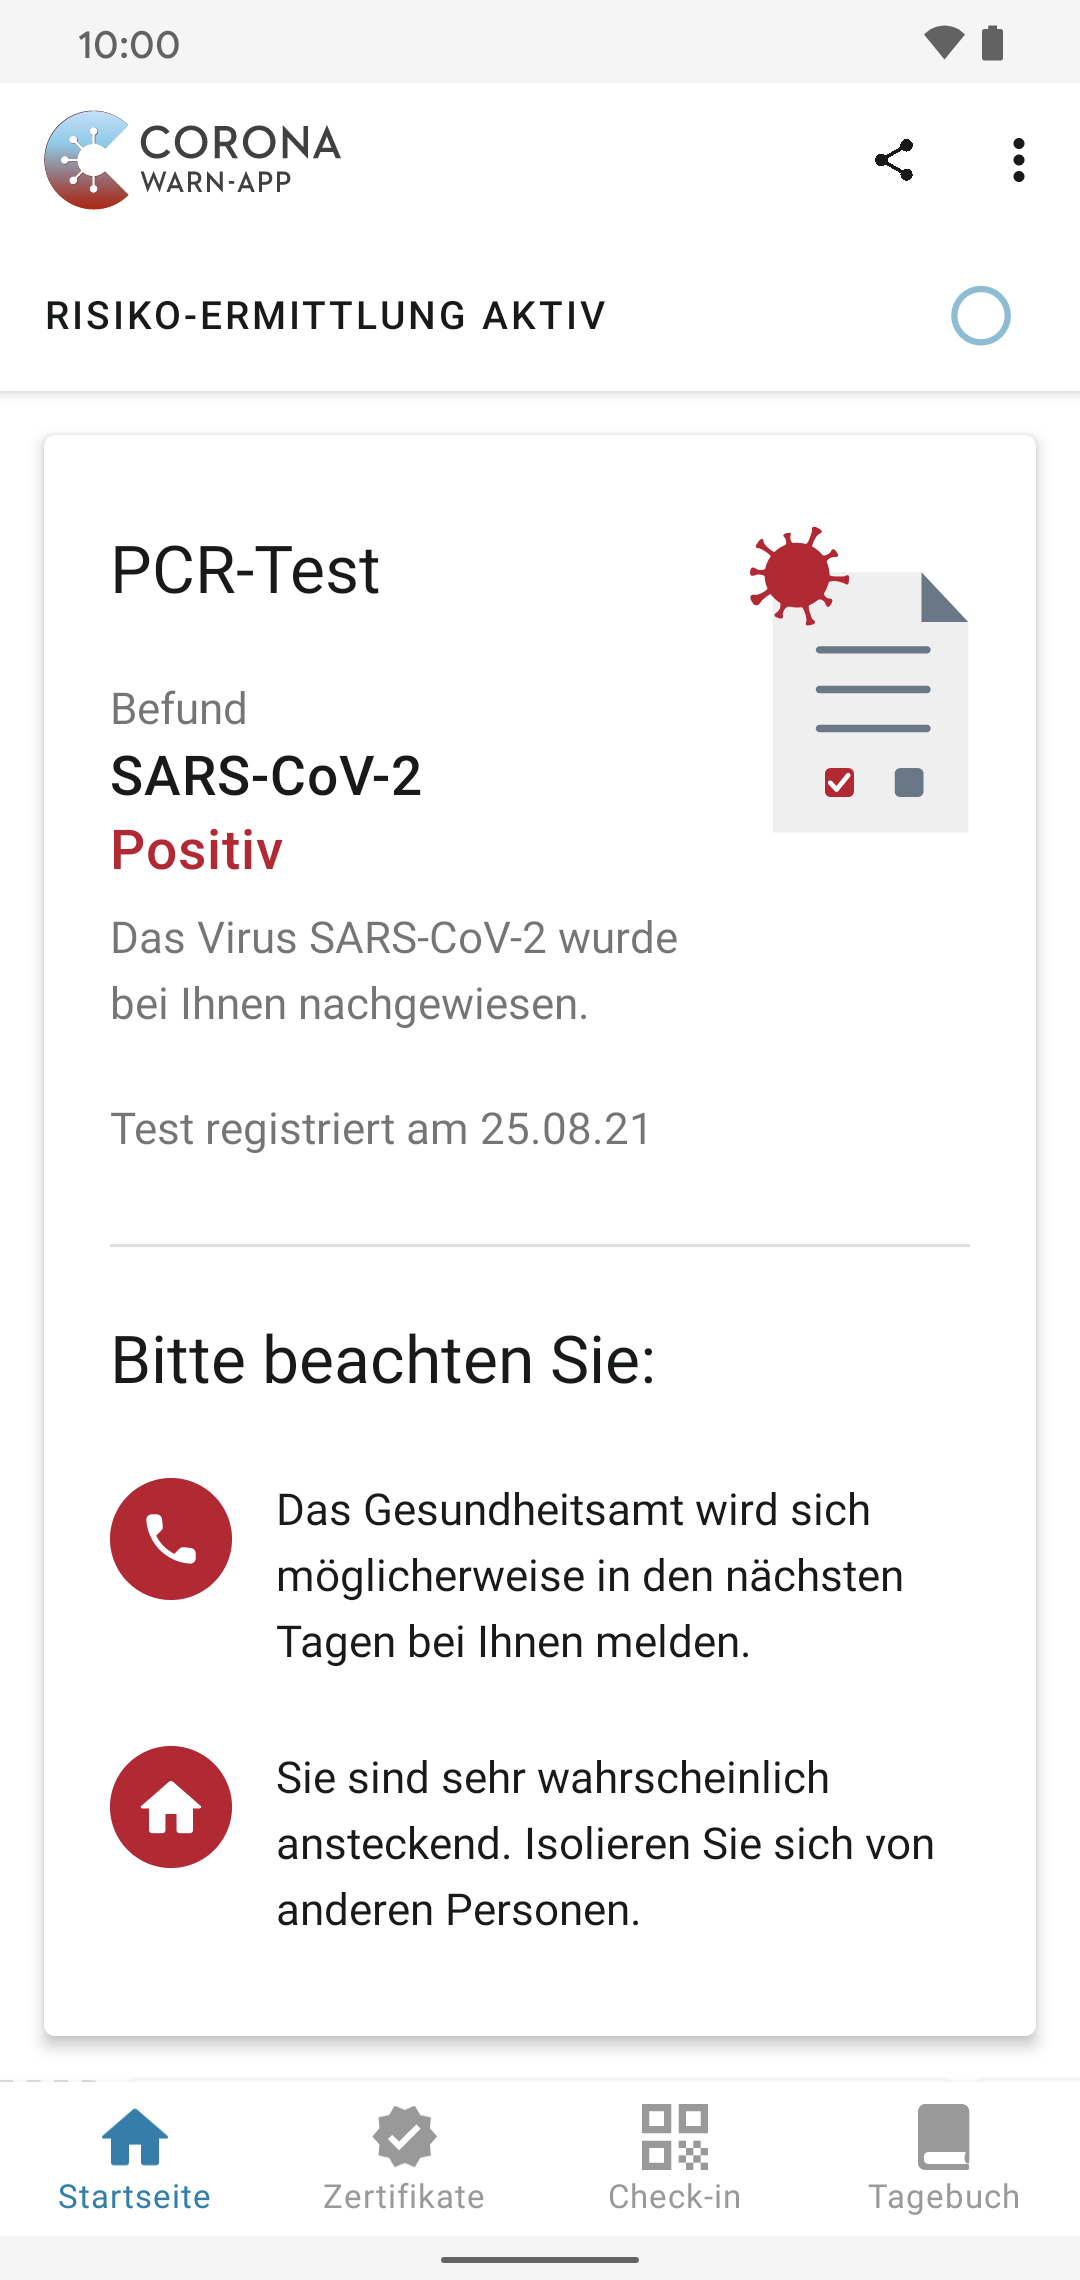 10:00
CORONA
WARN-APP
RISIKO-ERMITTLUNG AKTIV
PCR-Test
Befund
SARS-CoV-2
Positiv
Das Virus SARS-CoV-2 wurde
bei Ihnen nachgewiesen.
Test registriert am 25.08.21
Bitte beachten Sie:
Das Gesundheitsamt wird sich
möglicherweise in den nächsten
Tagen bei Ihnen melden.
Sie sind sehr wahrscheinlich
ansteckend. Isolieren Sie sich von
anderen Personen.
Startseite
Zertifikate
Check-in
Tagebuch